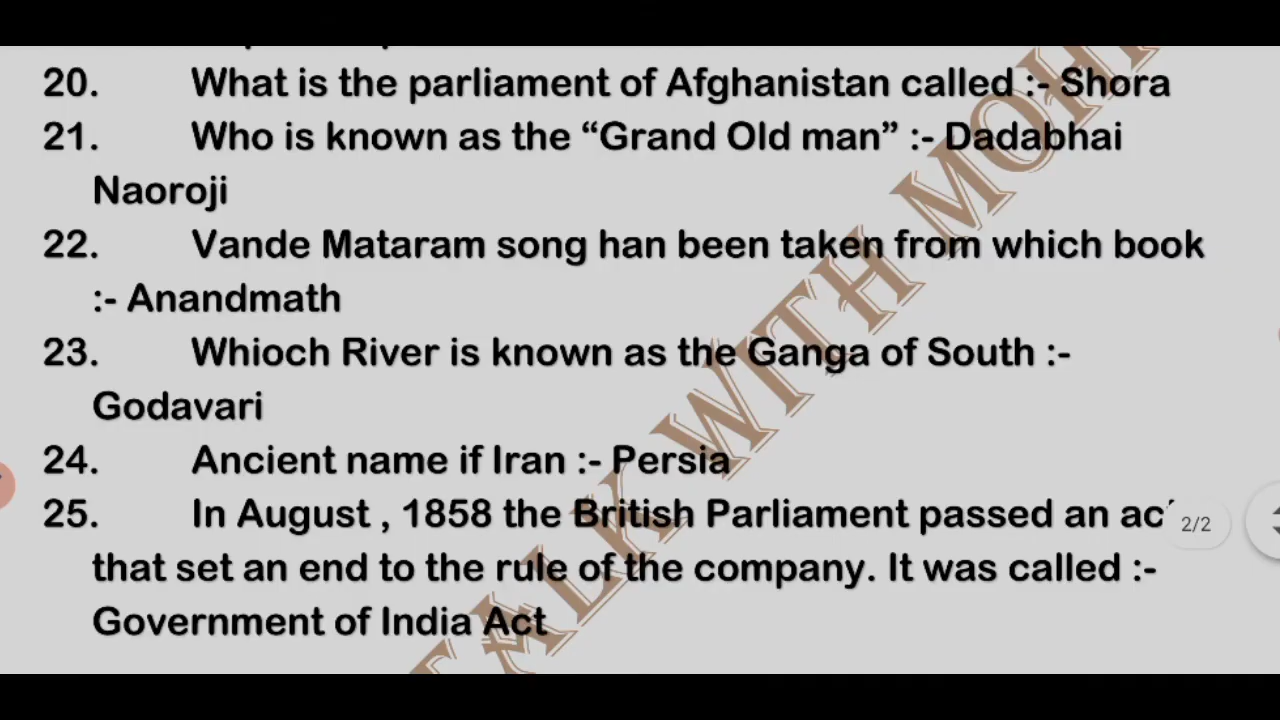 20. What is the parliament of Afghanistan called :- Shora
21. Who is known as the “Grand Old man” :- Dadabhai
Naoroji
22. Vande Mataram song han been taken from which book
:- Anandmath
23. Whioch River is known as the Ganga of South :-
Godavari
24. Ancient name if Iran :- Persia
25. In August , 1858 the British Parliament passed an act
2/2
that set an end to the rule of the company. It was called :-
Government of India Act
TALK WITH MOHI